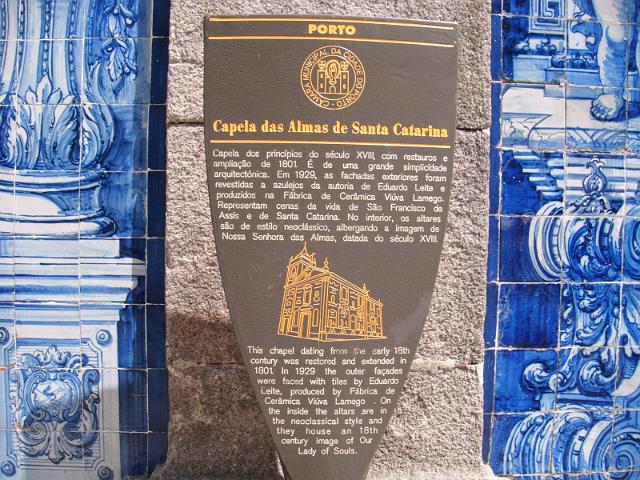 PORTO
CÂMARA MUNICIPAL DA CIDADE DO PORTO
Capela das Almas de Santa Catarina
Capela dos princípios do século XVIII, com restauros e
ampliação de 1801. É de uma grande simplicidade
arquitectónica. Em 1929, as fachadas exteriores foram
revestidas a azulejos da autoria de Eduardo Leite e
produzidos na Fábrica de Cerâmica Viúva Lamego.
Representam cenas da vida de São Francisco de
Assis e de Santa Catarina. No interior, os altares
são de estilo neoclássico, albergando a imagem de
Nossa Senhora das Almas, datada do século XVIII.
This chapel dating from the early 18th
century was restored and extended in
1801. In 1929 the outer façades
were faced with tiles by Eduardo
Leite, produced by Fábrica de
Cerâmica Viúva Lamego . On
the inside the altars are in
the neoclassical style and
they house an 18th
century image of Our
Lady of Souls.